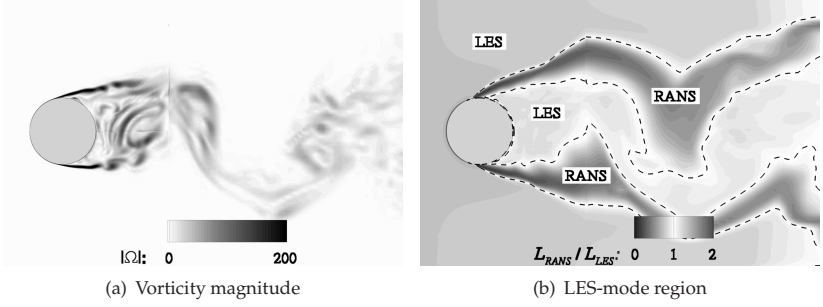 |Ω|: 0 200
(a) Vorticity magnitude
LES
RANS
LES
RANS
L_RANS / L_LES: 0 1 2
(b) LES-mode region